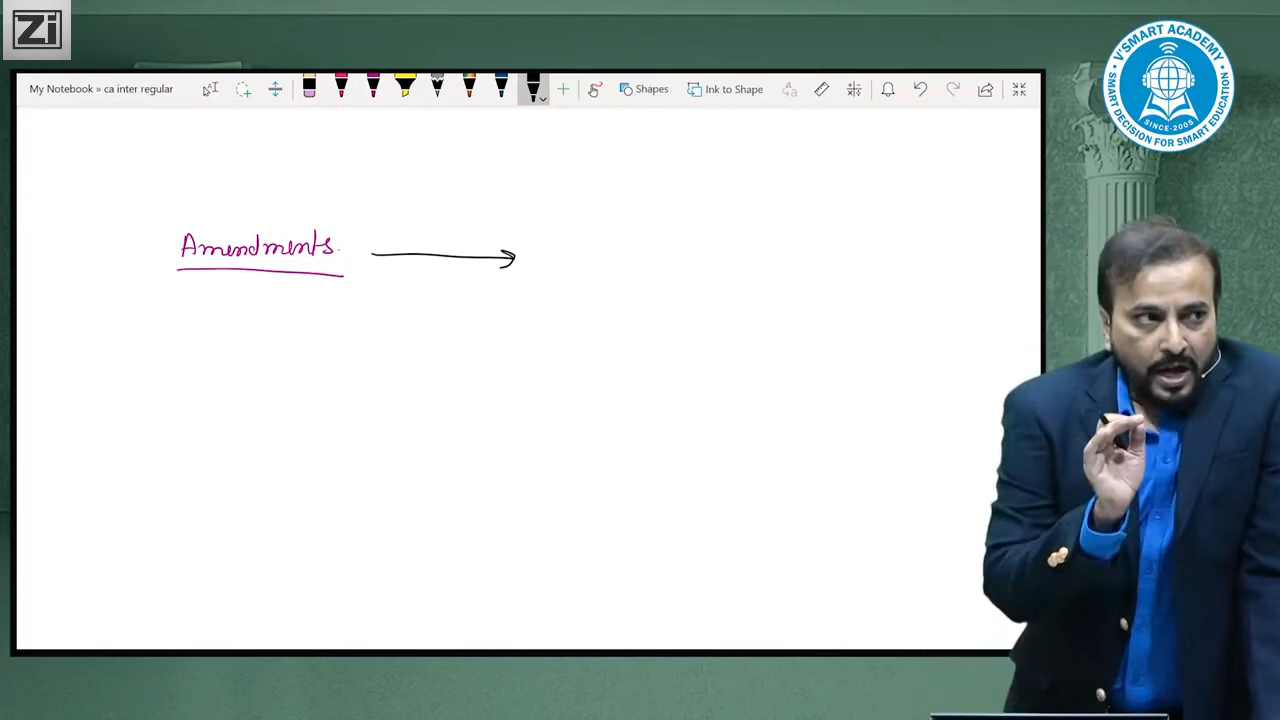 Zi
My Notebook » ca inter regular
Shapes
Ink to Shape
V'SMART ACADEMY
SINCE-2005
SMART DECISION FOR SMART EDUCATION
Amendments.